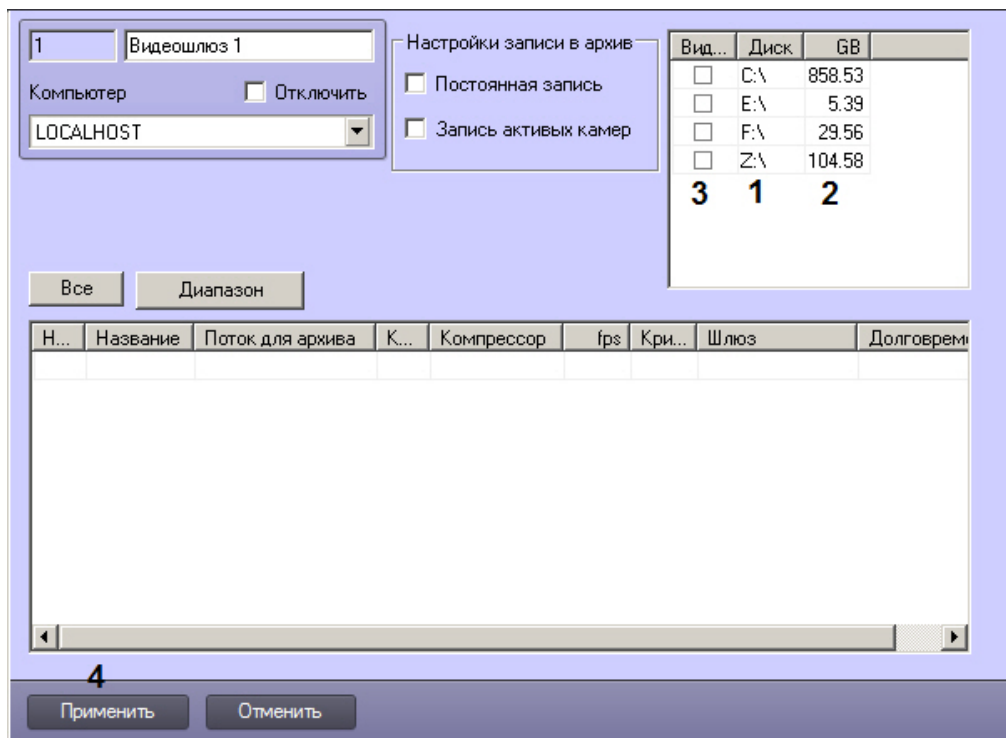 1 Видеошлюз 1
Компьютер Отключить
LOCALHOST
Настройки записи в архив
Постоянная запись
Запись активых камер
Вид... Диск GB
C:\ 858.53
E:\ 5.39
F:\ 29.56
Z:\ 104.58
3 1 2
Все Диапазон
Н... Название Поток для архива К... Компрессор fps Кри... Шлюз Долговрем
4
Применить Отменить